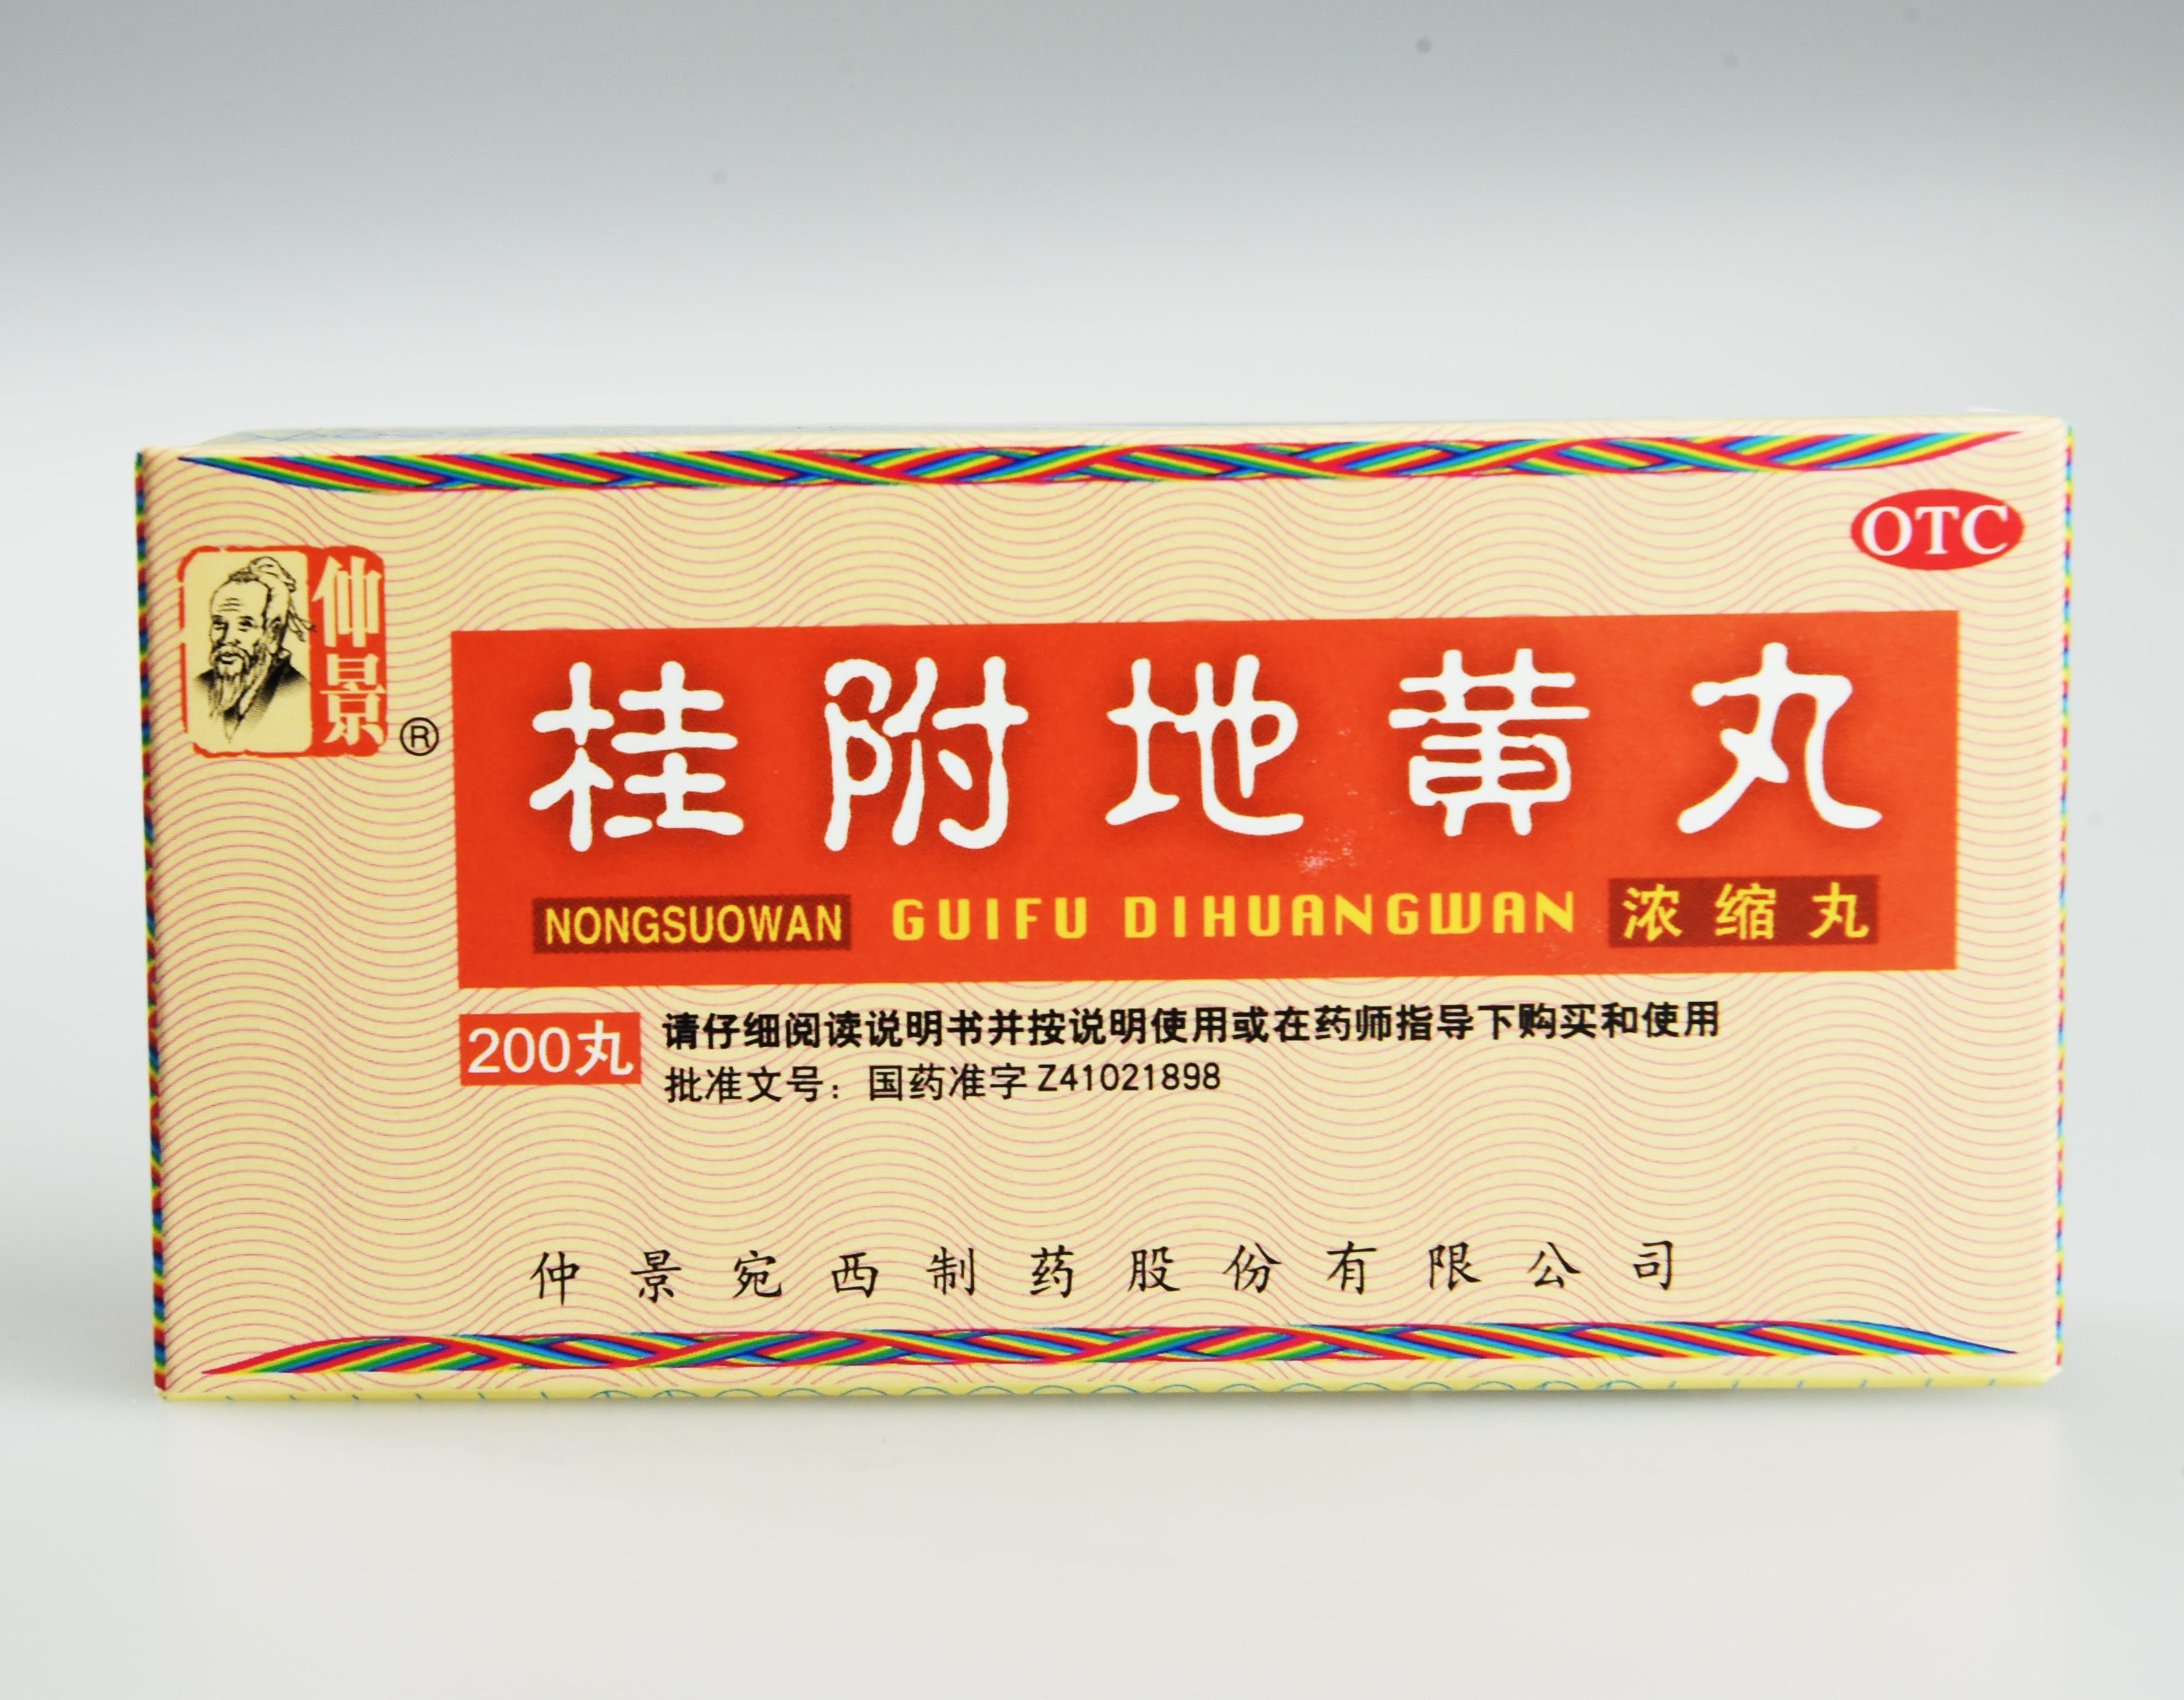 OTC
仲景
®
桂附地黄丸
NONGSUOWAN GUIFU DIHUANGWAN 浓缩丸
200丸 请仔细阅读说明书并按说明使用或在药师指导下购买和使用
批准文号：国药准字Z41021898
仲景宛西制药股份有限公司